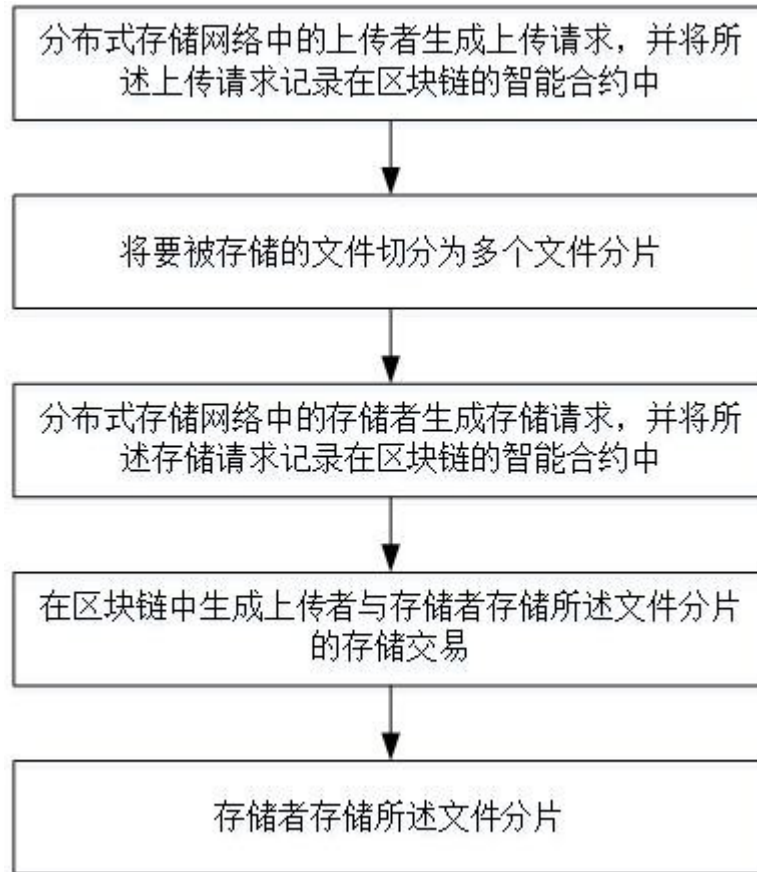 分布式存储网络中的上传者生成上传请求，并将所
述上传请求记录在区块链的智能合约中
将要被存储的文件切分为多个文件分片
分布式存储网络中的存储者生成存储请求，并将所
述存储请求记录在区块链的智能合约中
在区块链中生成上传者与存储者存储所述文件分片
的存储交易
存储者存储所述文件分片